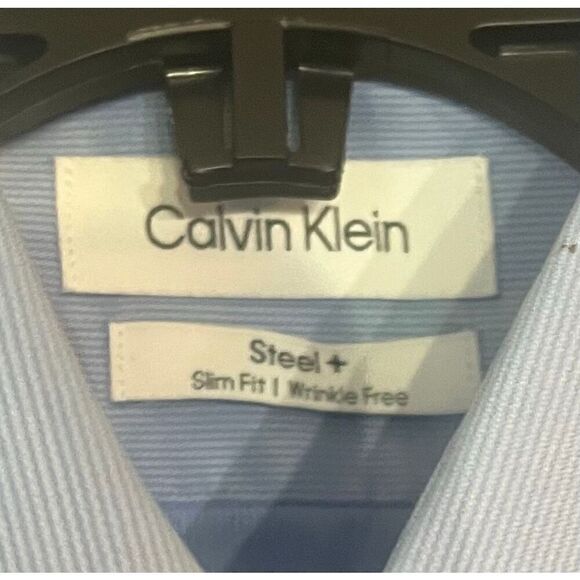 Calvin Klein
Steel +
Slim Fit | Wrinkle Free